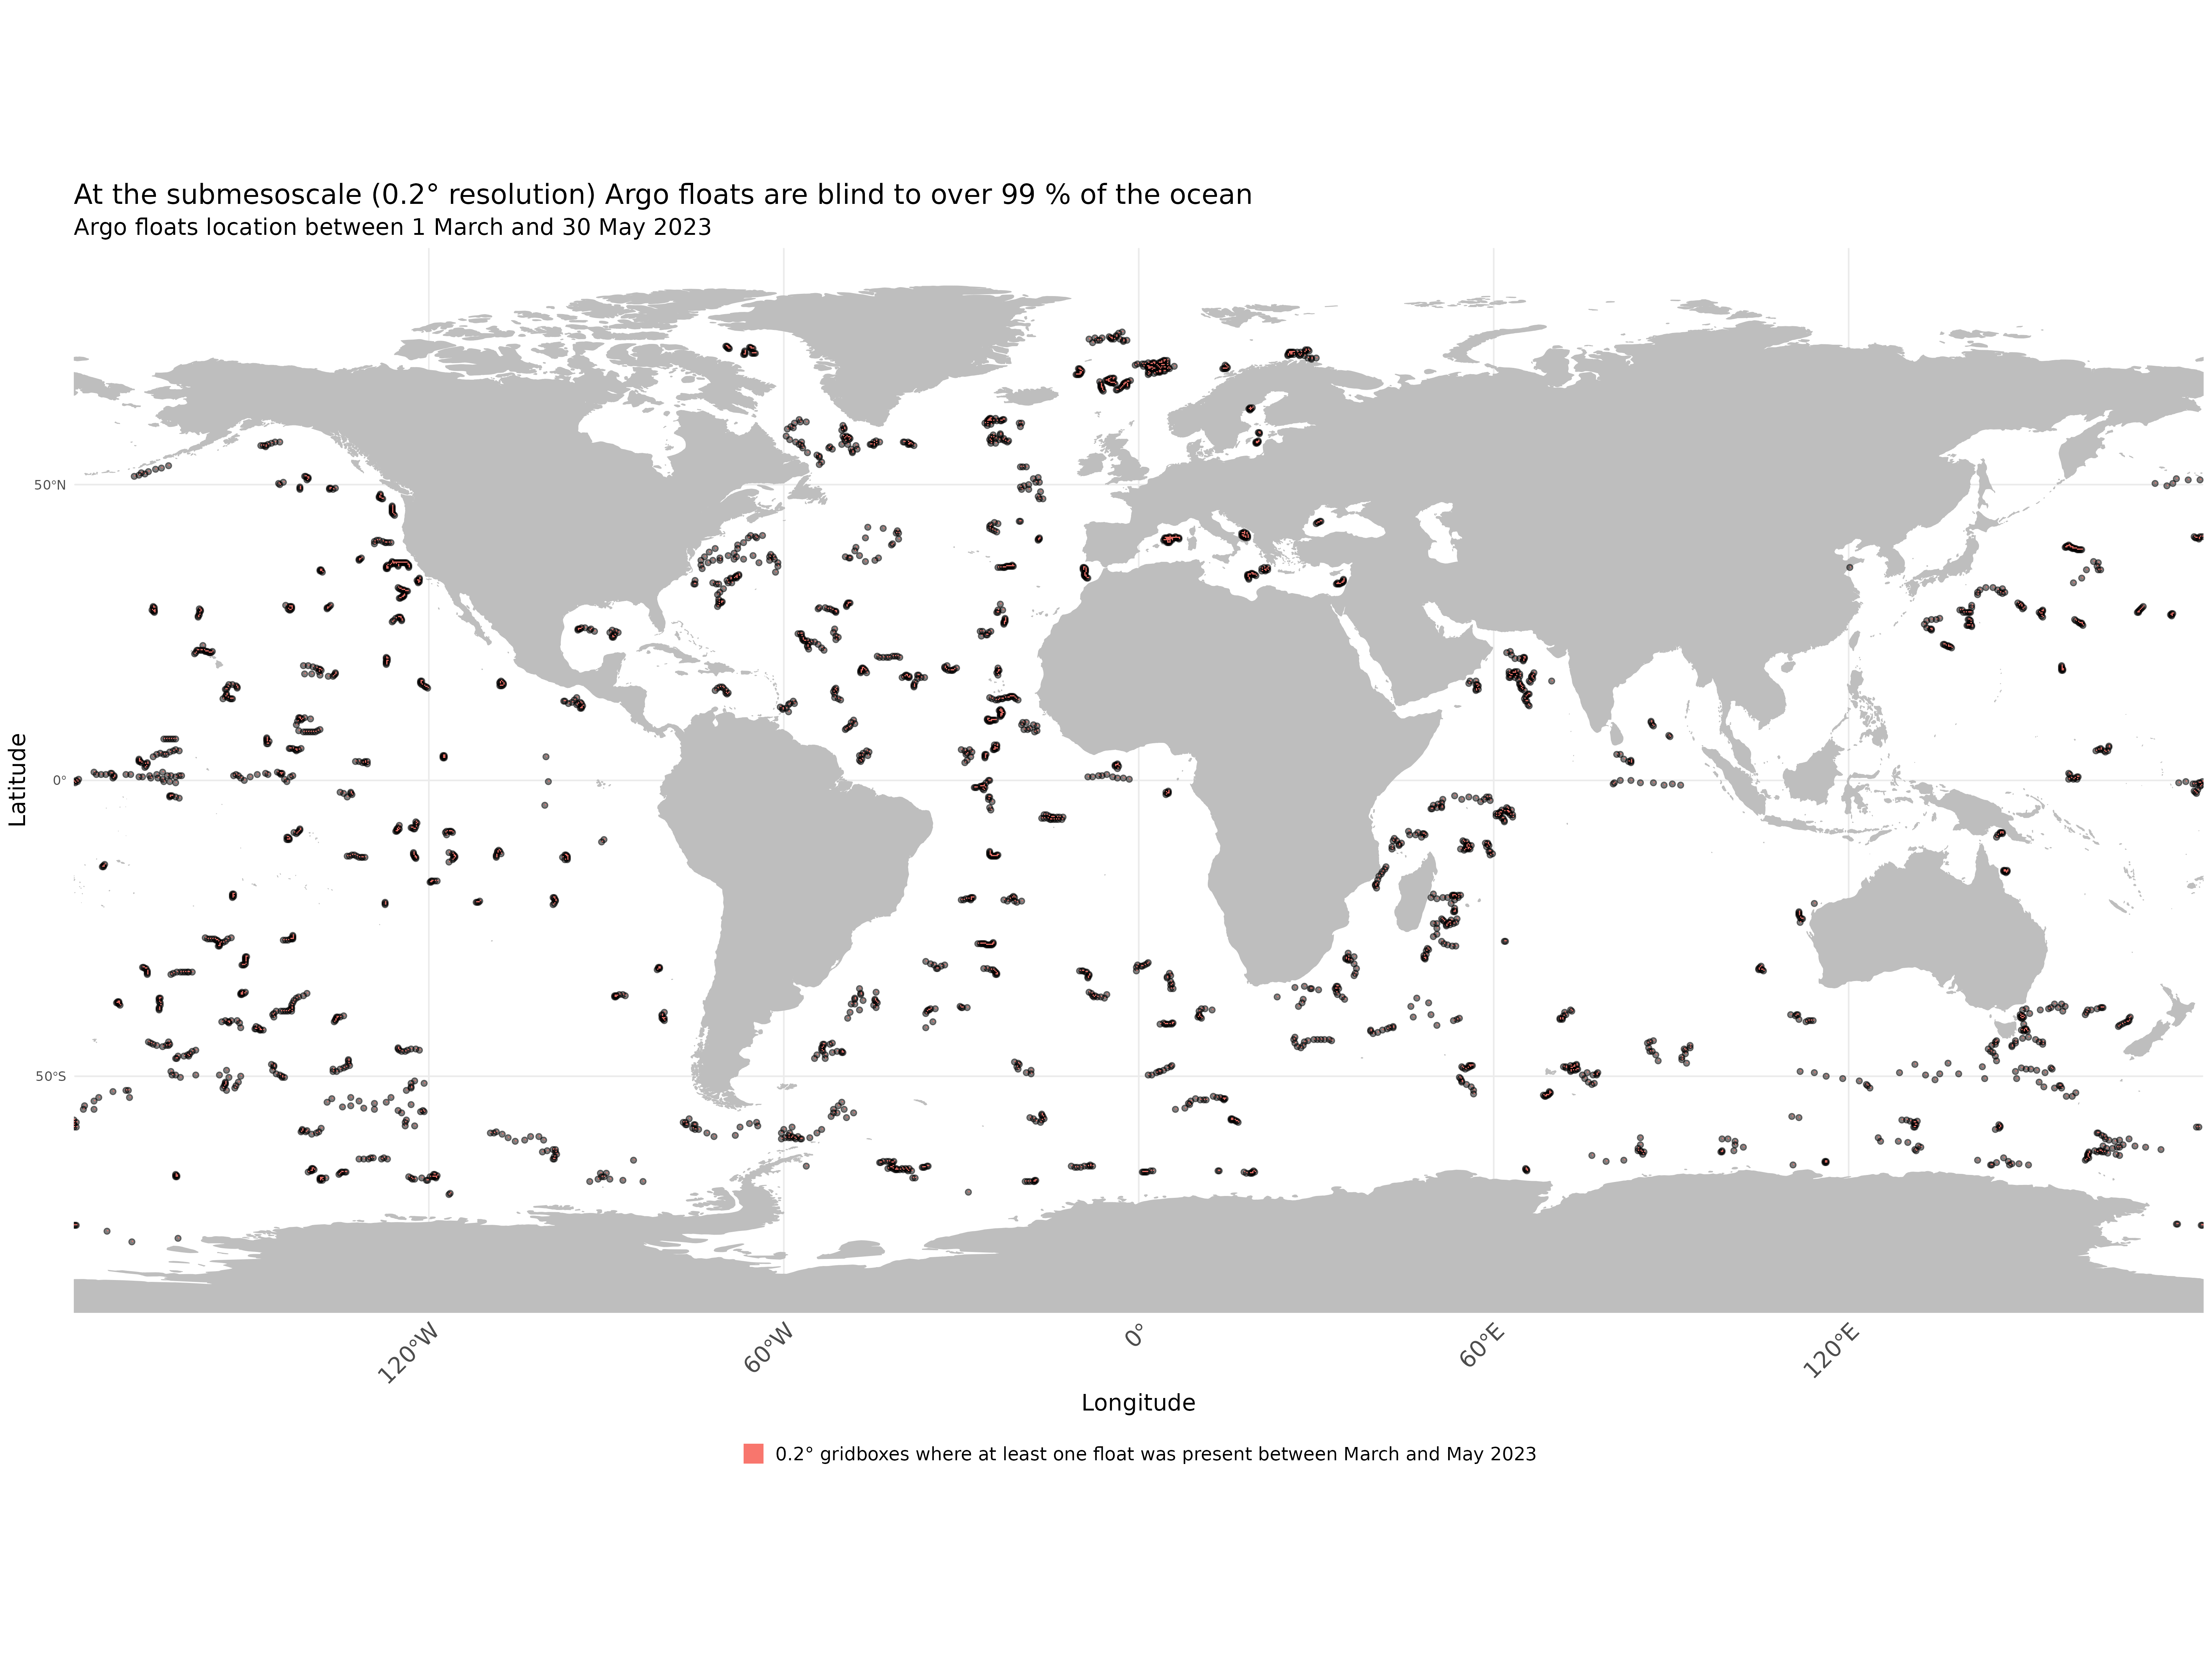 At the submesoscale (0.2° resolution) Argo floats are blind to over 99 % of the ocean
Argo floats location between 1 March and 30 May 2023
Latitude
50°N
0°
50°S
120°W
60°W
0°
60°E
120°E
Longitude
0.2° gridboxes where at least one float was present between March and May 2023